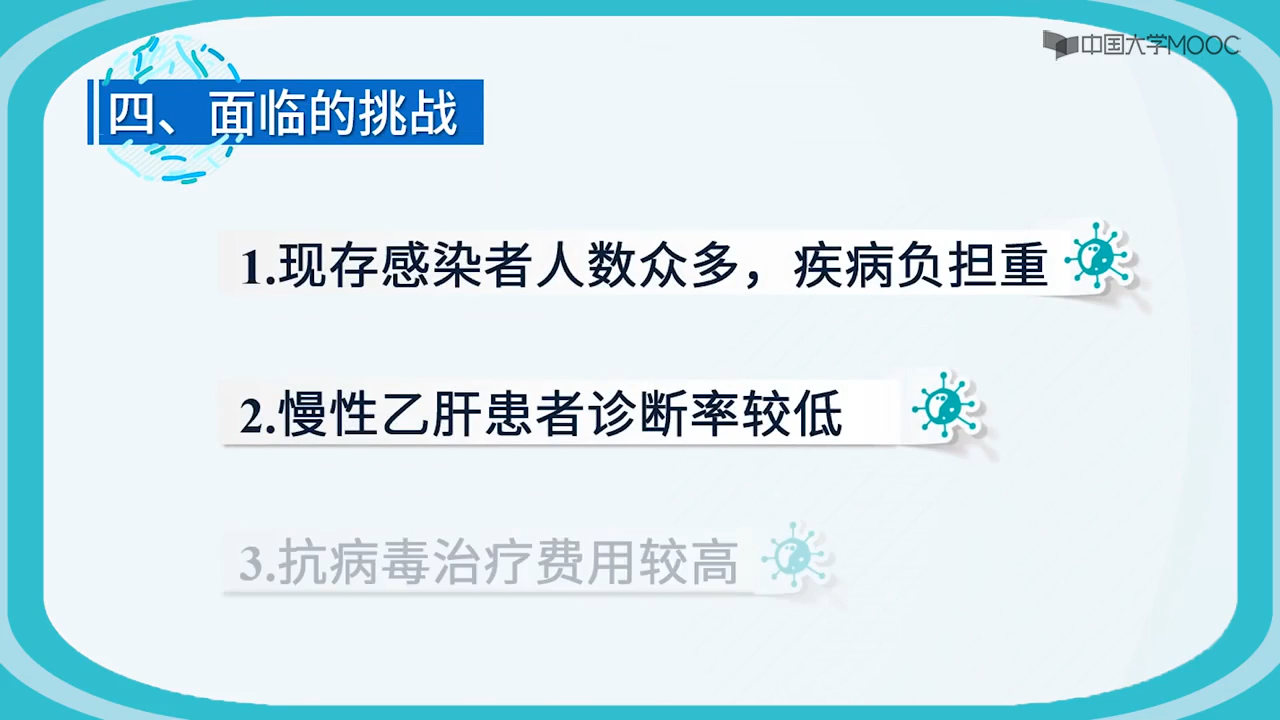 中国大学MOOC
四、面临的挑战
1.现存感染者人数众多，疾病负担重
2.慢性乙肝患者诊断率较低
3.抗病毒治疗费用较高